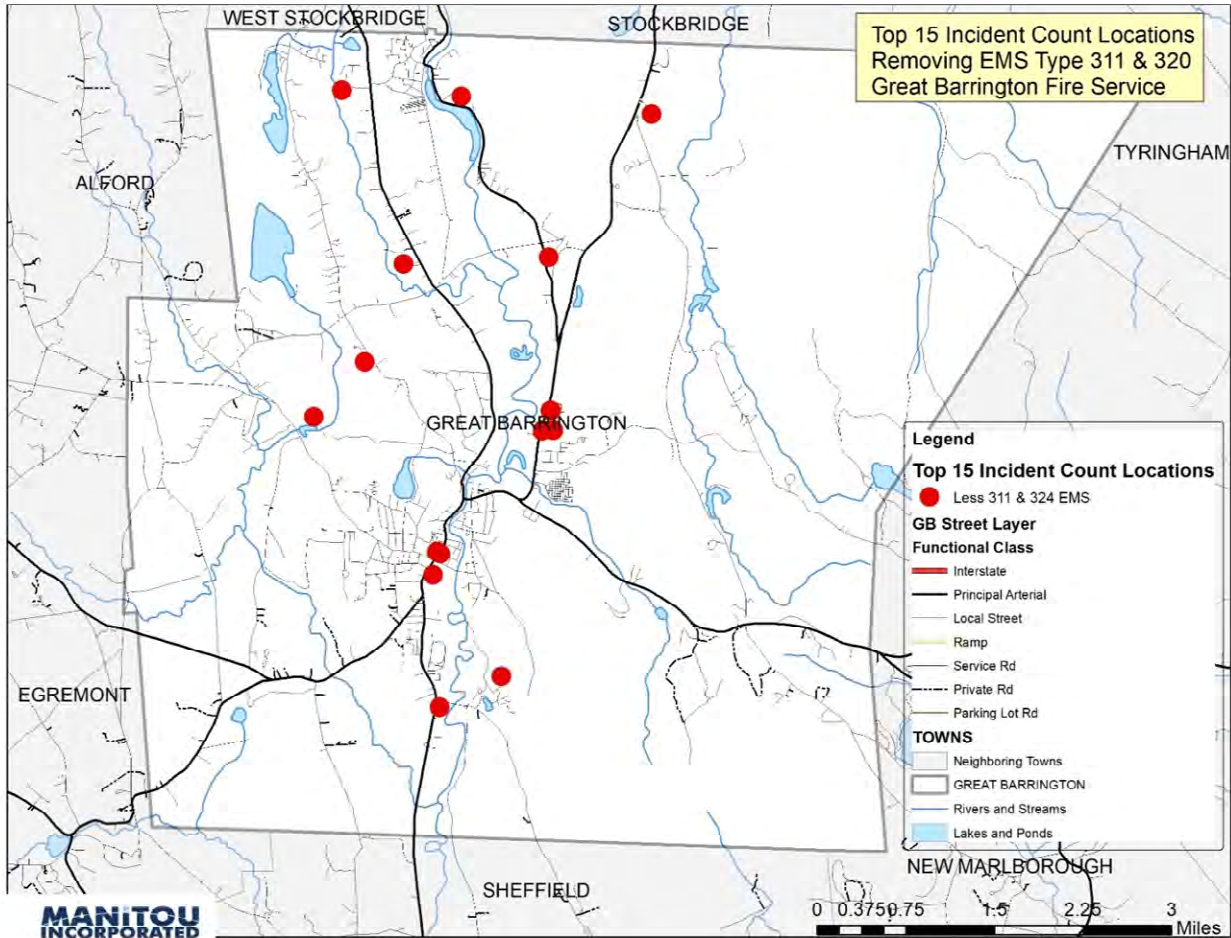 WEST STOCKBRIDGE
STOCKBRIDGE
Top 15 Incident Count Locations
Removing EMS Type 311 & 320
Great Barrington Fire Service
TYRINGHAM
ALFORD
GREAT BARRINGTON
Legend
Top 15 Incident Count Locations
Less 311 & 324 EMS
GB Street Layer
Functional Class
Interstate
Principal Arterial
Local Street
Ramp
Service Rd
Private Rd
Parking Lot Rd
TOWNS
Neighboring Towns
GREAT BARRINGTON
Rivers and Streams
Lakes and Ponds
EGREMONT
NEW MARLBOROUGH
SHEFFIELD
0 0.375 0.75 1.5 2.25 3
Miles
MANiTOU
INCORPORATED